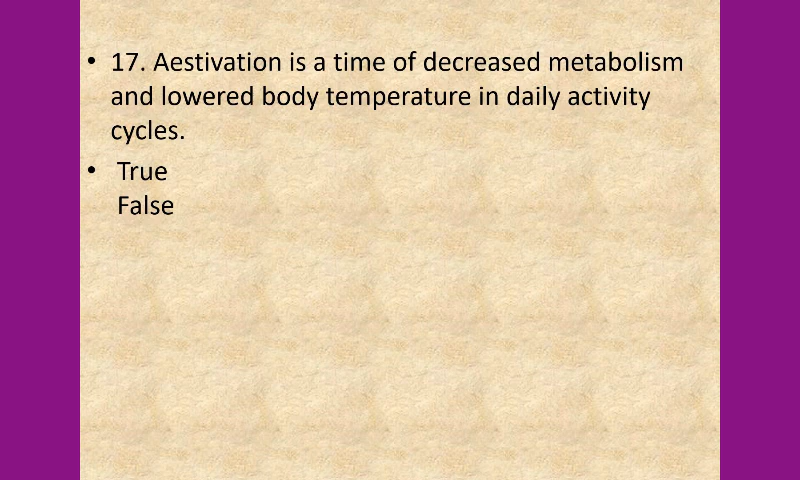 • 17. Aestivation is a time of decreased metabolism
and lowered body temperature in daily activity
cycles.
• True
False